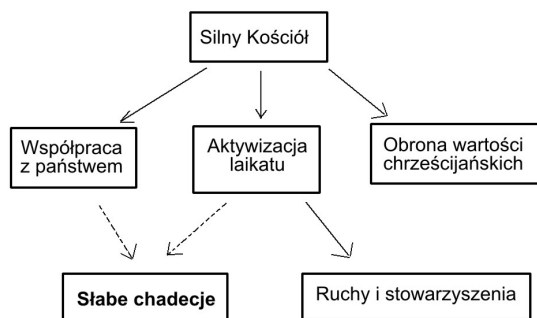 Silny Kościół
Współpraca
z państwem
Aktywizacja
laikatu
Obrona wartości
chrześcijańskich
Słabe chadecje
Ruchy i stowarzyszenia